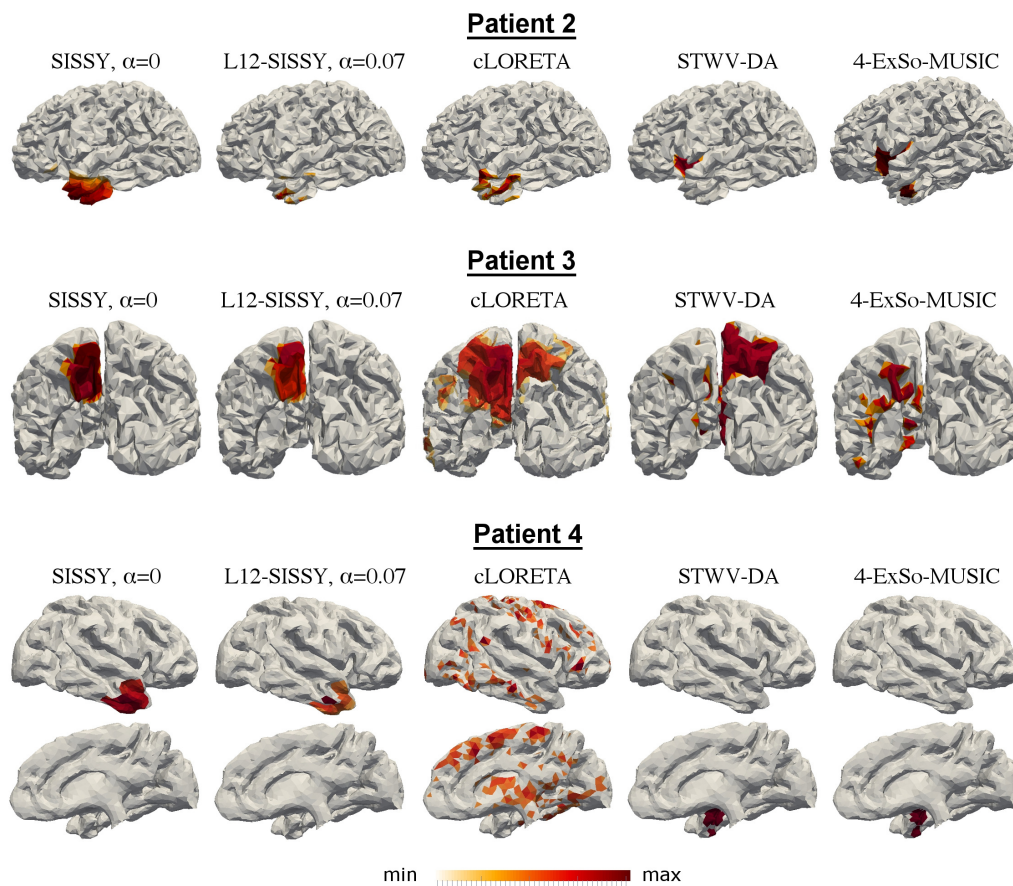 Patient 2
SISSY, α=0 L12-SISSY, α=0.07 cLORETA STWV-DA 4-ExSo-MUSIC
Patient 3
SISSY, α=0 L12-SISSY, α=0.07 cLORETA STWV-DA 4-ExSo-MUSIC
Patient 4
SISSY, α=0 L12-SISSY, α=0.07 cLORETA STWV-DA 4-ExSo-MUSIC
min max